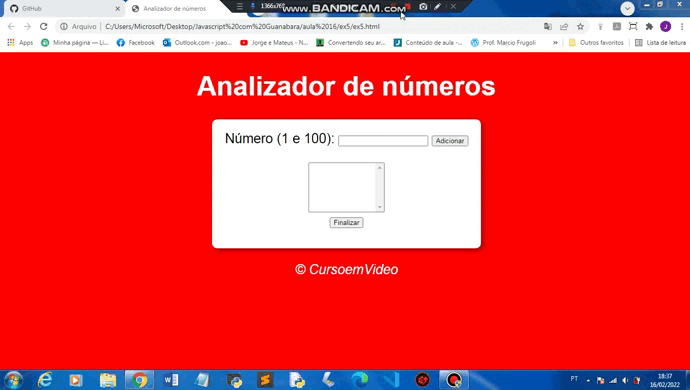 GitHub
Analizador de números
1366x768
www.BANDICAM.com
Arquivo | C:/Users/Microsoft/Desktop/Javascript%20com%20Guanabara/aula%2016/ex5/ex5.html
Apps Minha página — I... Facebook Outlook.com - joao... Jorge e Mateus - N... Convertendo seu ar... Conteúdo de aula -... Prof. Marcio Frugoli » Outros favoritos Lista de leitura
Analizador de números
Número (1 e 100): Adicionar
Finalizar
© CursoemVideo
PT
18:37
16/02/2022